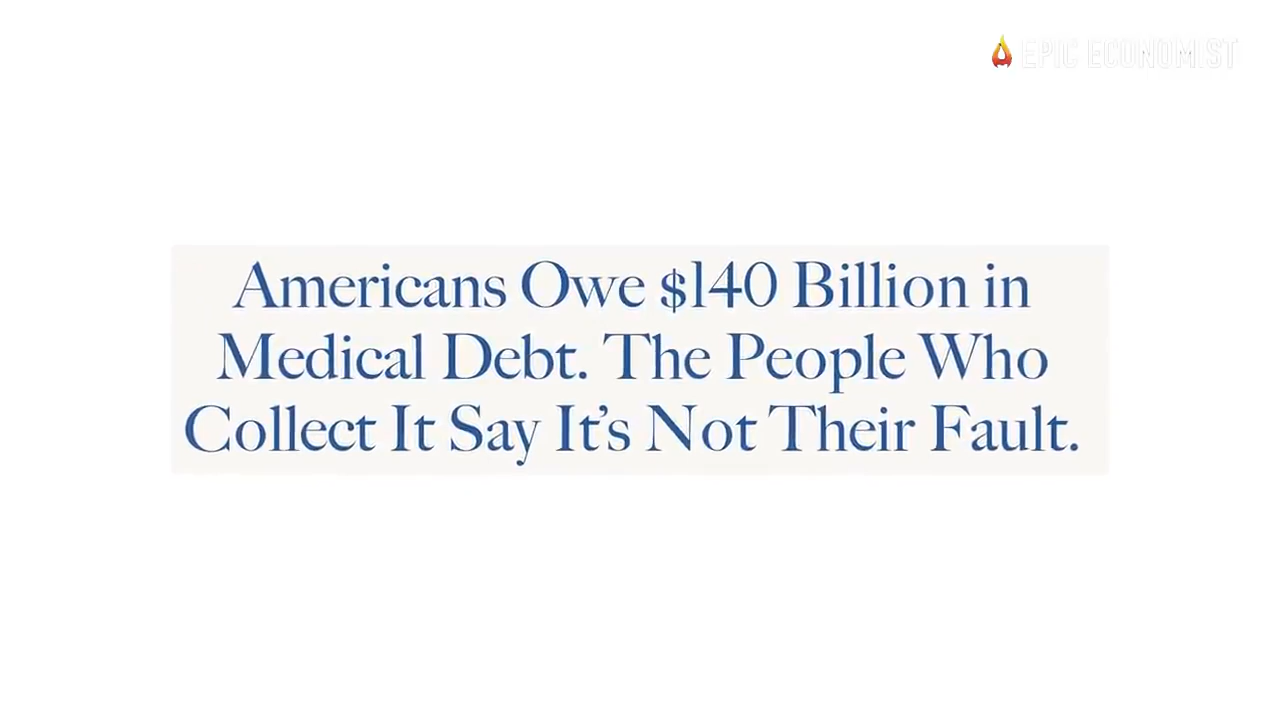 EPIC ECONOMIST
Americans Owe $140 Billion in
Medical Debt. The People Who
Collect It Say It’s Not Their Fault.